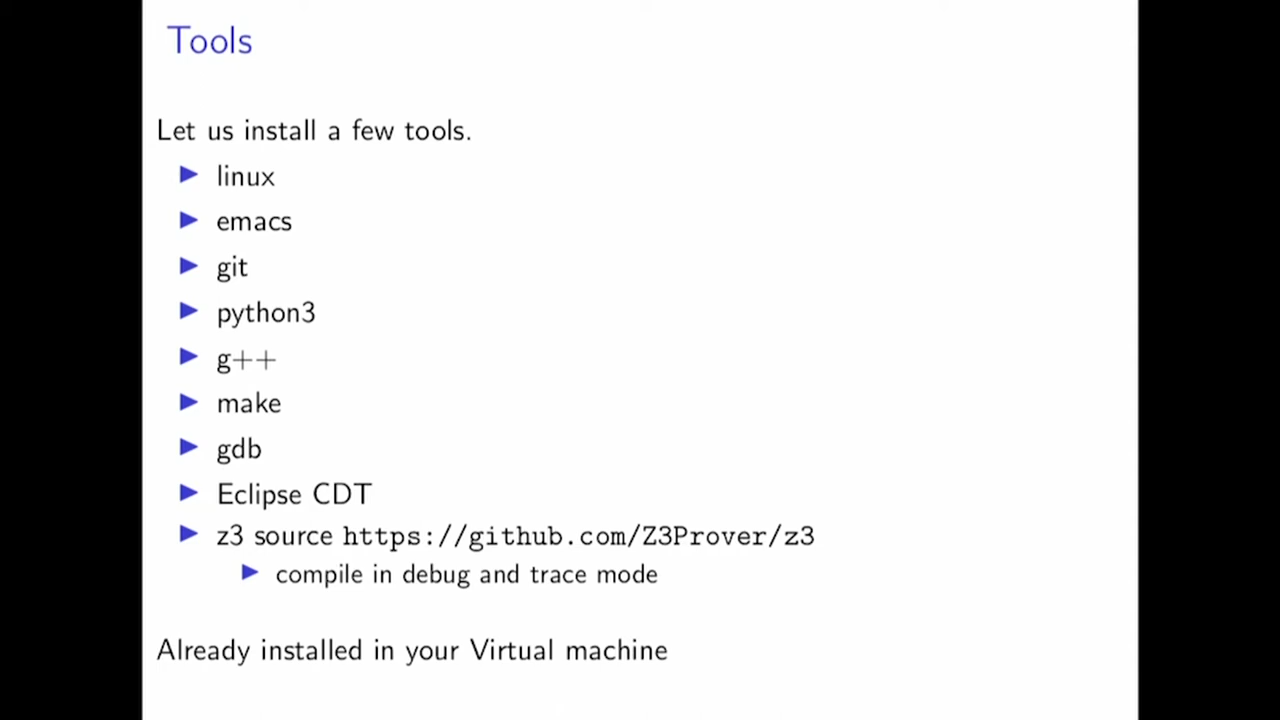 Tools
Let us install a few tools.
▶ linux
▶ emacs
▶ git
▶ python3
▶ g++
▶ make
▶ gdb
▶ Eclipse CDT
▶ z3 source https://github.com/Z3Prover/z3
▶ compile in debug and trace mode
Already installed in your Virtual machine